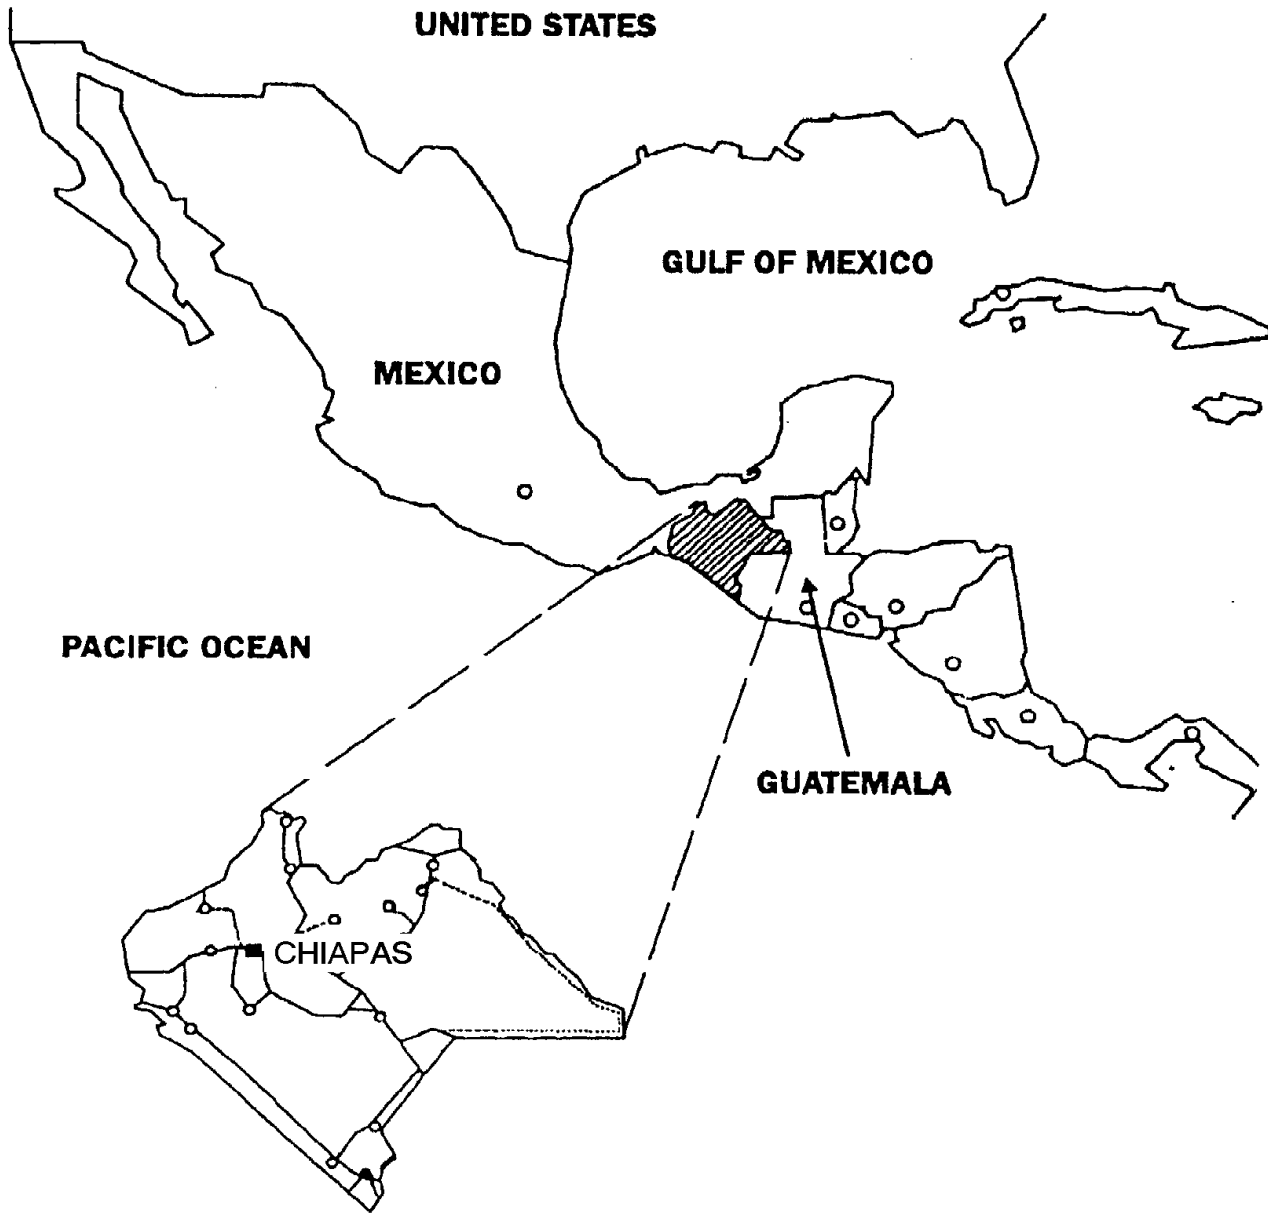 UNITED STATES
GULF OF MEXICO
MEXICO
PACIFIC OCEAN
GUATEMALA
CHIAPAS